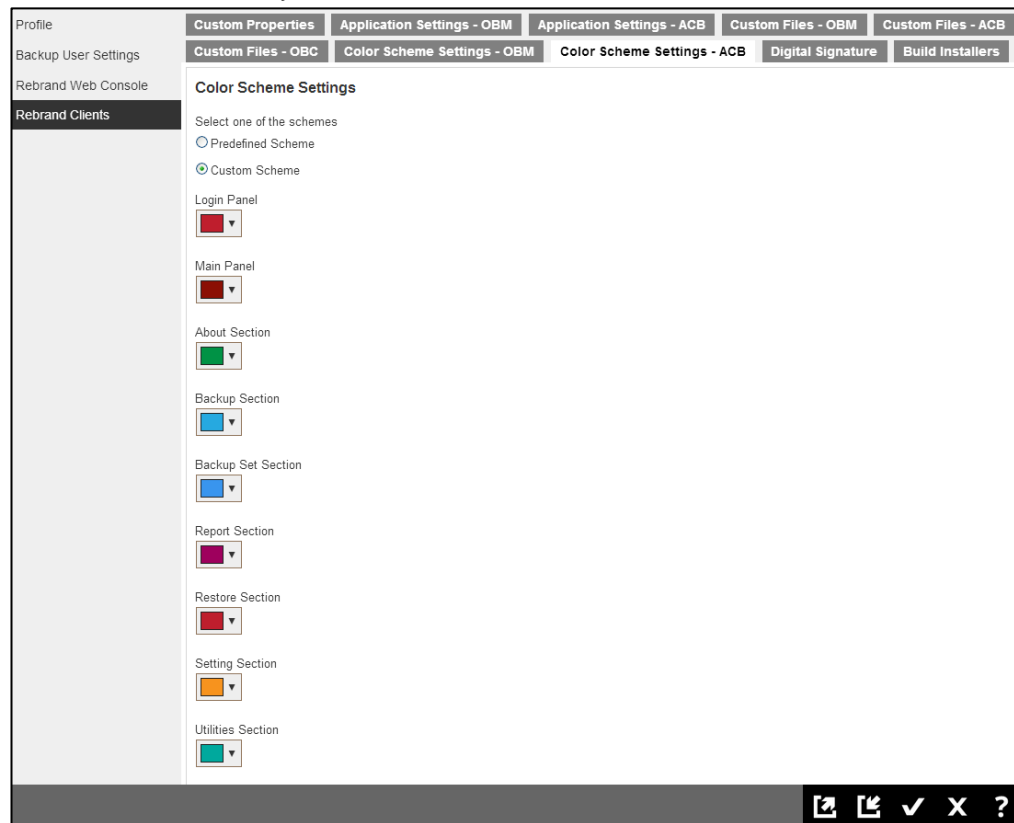 Profile
Backup User Settings
Rebrand Web Console
Rebrand Clients
Custom Properties Application Settings - OBM Application Settings - ACB Custom Files - OBM Custom Files - ACB
Custom Files - OBC Color Scheme Settings - OBM Color Scheme Settings - ACB Digital Signature Build Installers
Color Scheme Settings
Select one of the schemes
Predefined Scheme
Custom Scheme
Login Panel
Main Panel
About Section
Backup Section
Backup Set Section
Report Section
Restore Section
Setting Section
Utilities Section
?